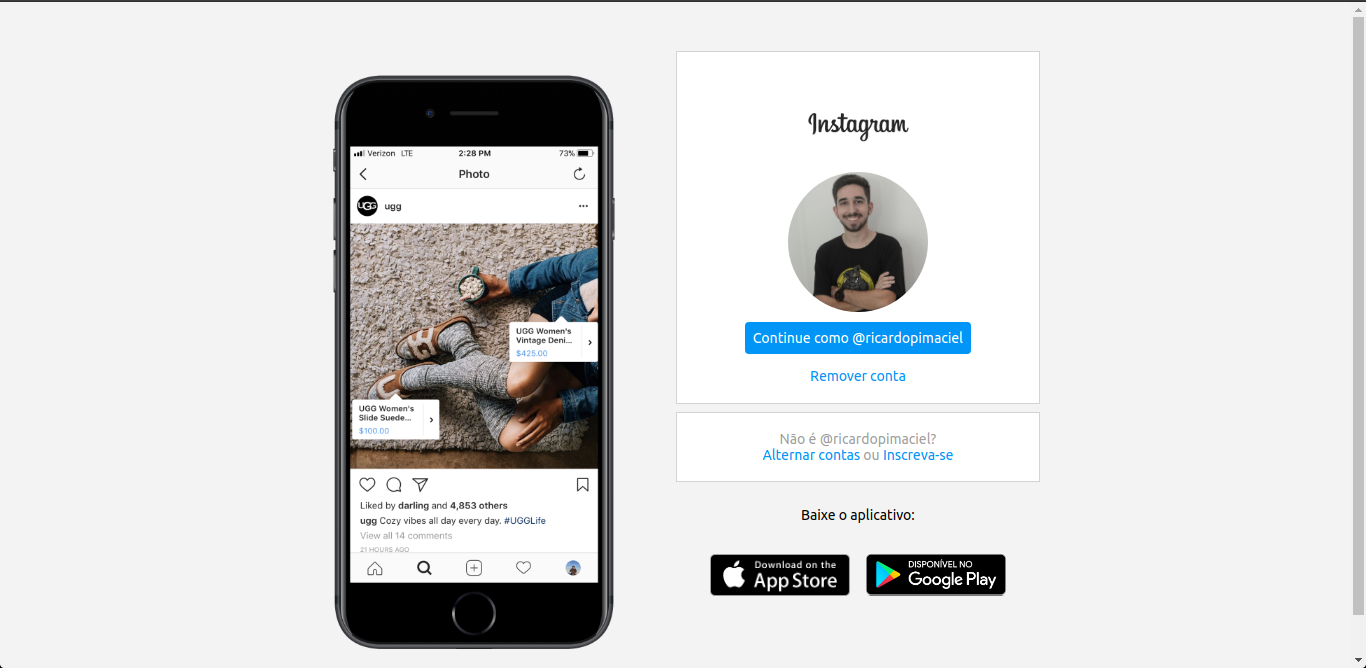 Verizon LTE 2:28 PM 73%
Photo
UGG ugg
UGG Women's
Vintage Deni...
$425.00
UGG Women's
Slide Suede...
$100.00
Liked by darling and 4,853 others
ugg Cozy vibes all day every day. #UGGLife
View all 14 comments
21 HOURS AGO
Instagram
Continue como @ricardopimaciel
Remover conta
Não é @ricardopimaciel?
Alternar contas ou Inscreva-se
Baixe o aplicativo:
Download on the
App Store
DISPONÍVEL NO
Google Play